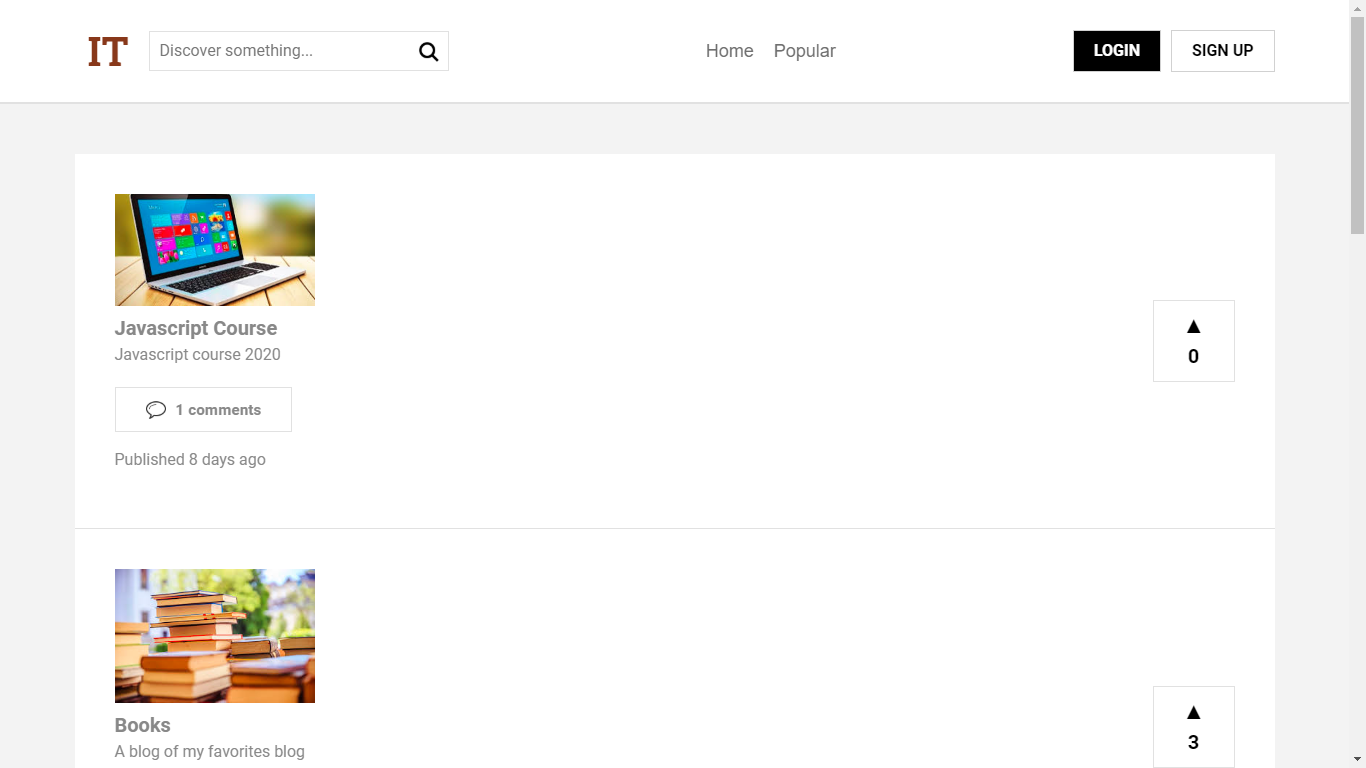 IT
Discover something...
Home
Popular
LOGIN
SIGN UP
Javascript Course
Javascript course 2020
1 comments
Published 8 days ago
▲
0
Books
A blog of my favorites blog
▲
3